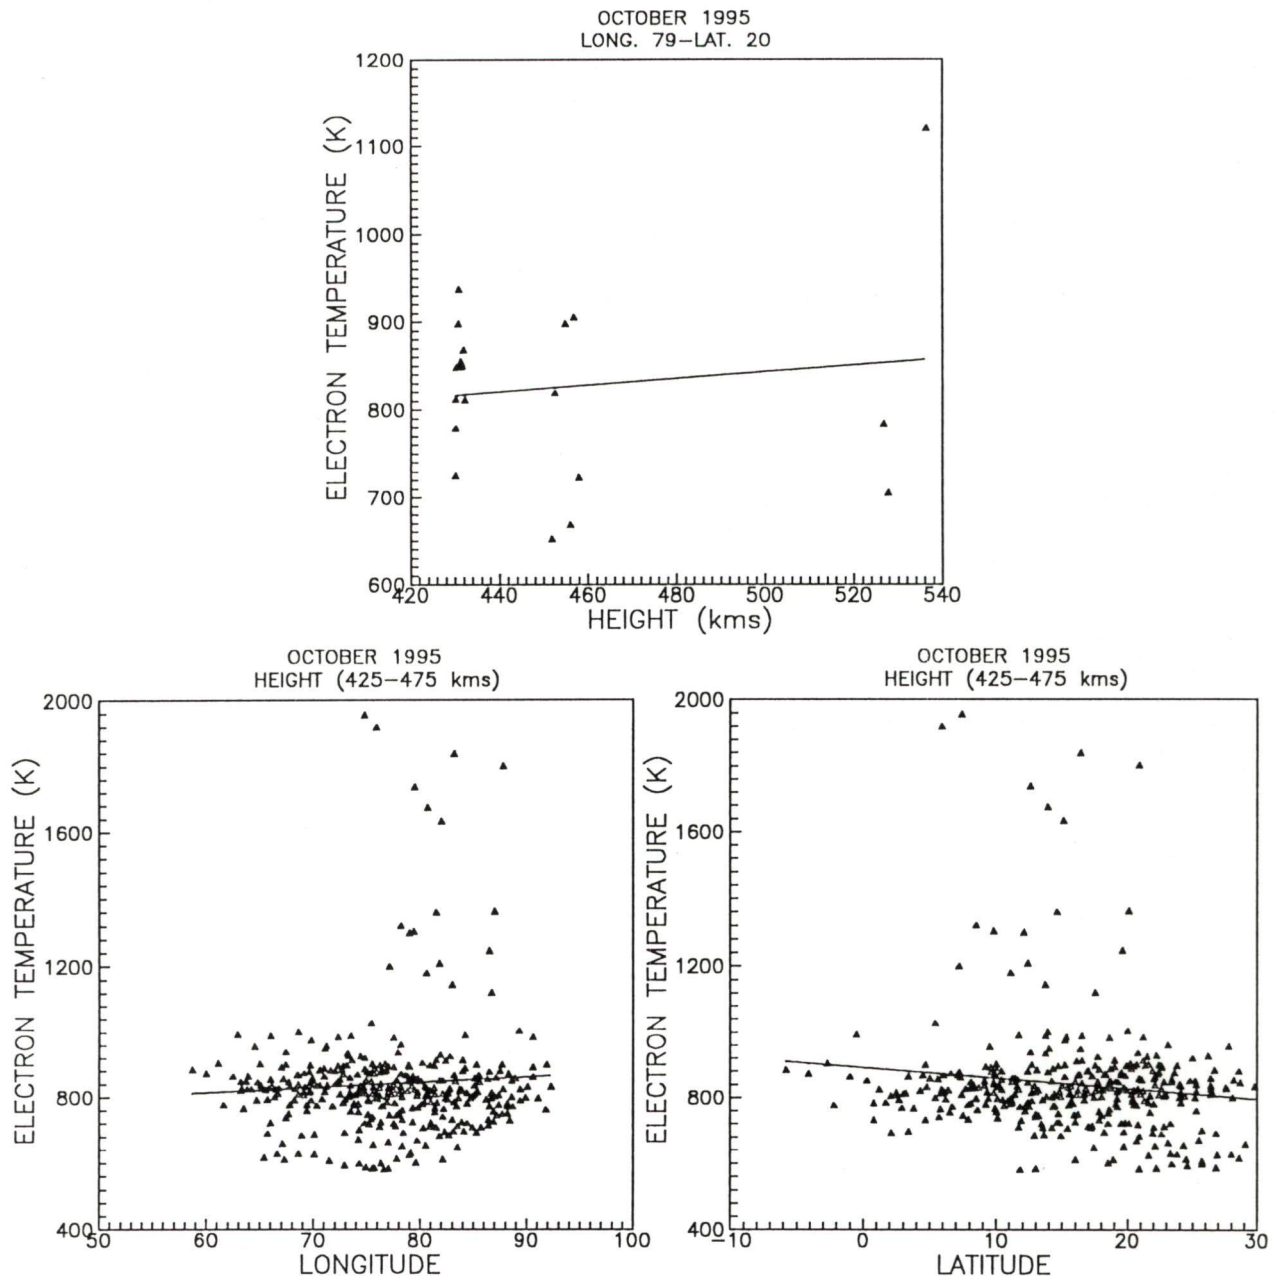 OCTOBER 1995
LONG. 79–LAT. 20
1200
1100
1000
900
800
700
600
ELECTRON TEMPERATURE (K)
420 440 460 480 500 520 540
HEIGHT (kms)
OCTOBER 1995
HEIGHT (425–475 kms)
2000
1600
1200
800
400
ELECTRON TEMPERATURE (K)
50 60 70 80 90 100
LONGITUDE
OCTOBER 1995
HEIGHT (425–475 kms)
2000
1600
1200
800
400
ELECTRON TEMPERATURE (K)
–10 0 10 20 30
LATITUDE